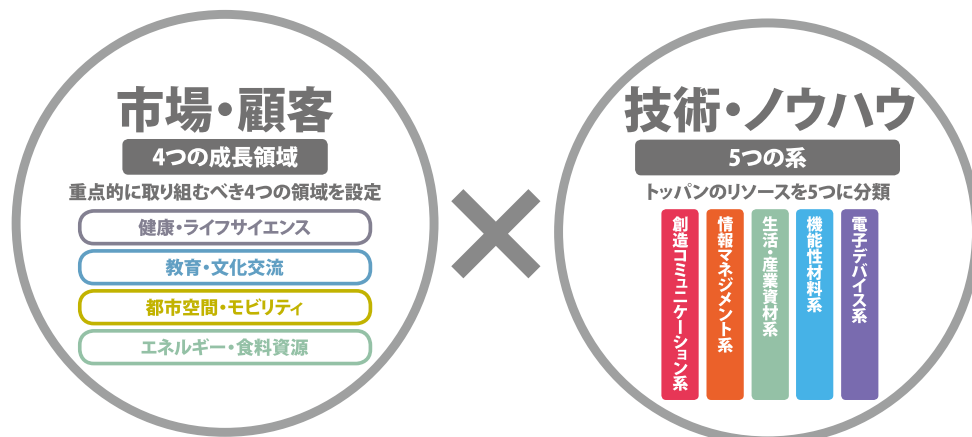 市場・顧客
4つの成長領域
重点的に取り組むべき4つの領域を設定
健康・ライフサイエンス
教育・文化交流
都市空間・モビリティ
エネルギー・食料資源
技術・ノウハウ
5つの系
トッパンのリソースを5つに分類
創造コミュニケーション系
情報マネジメント系
生活・産業資材系
機能性材料系
電子デバイス系